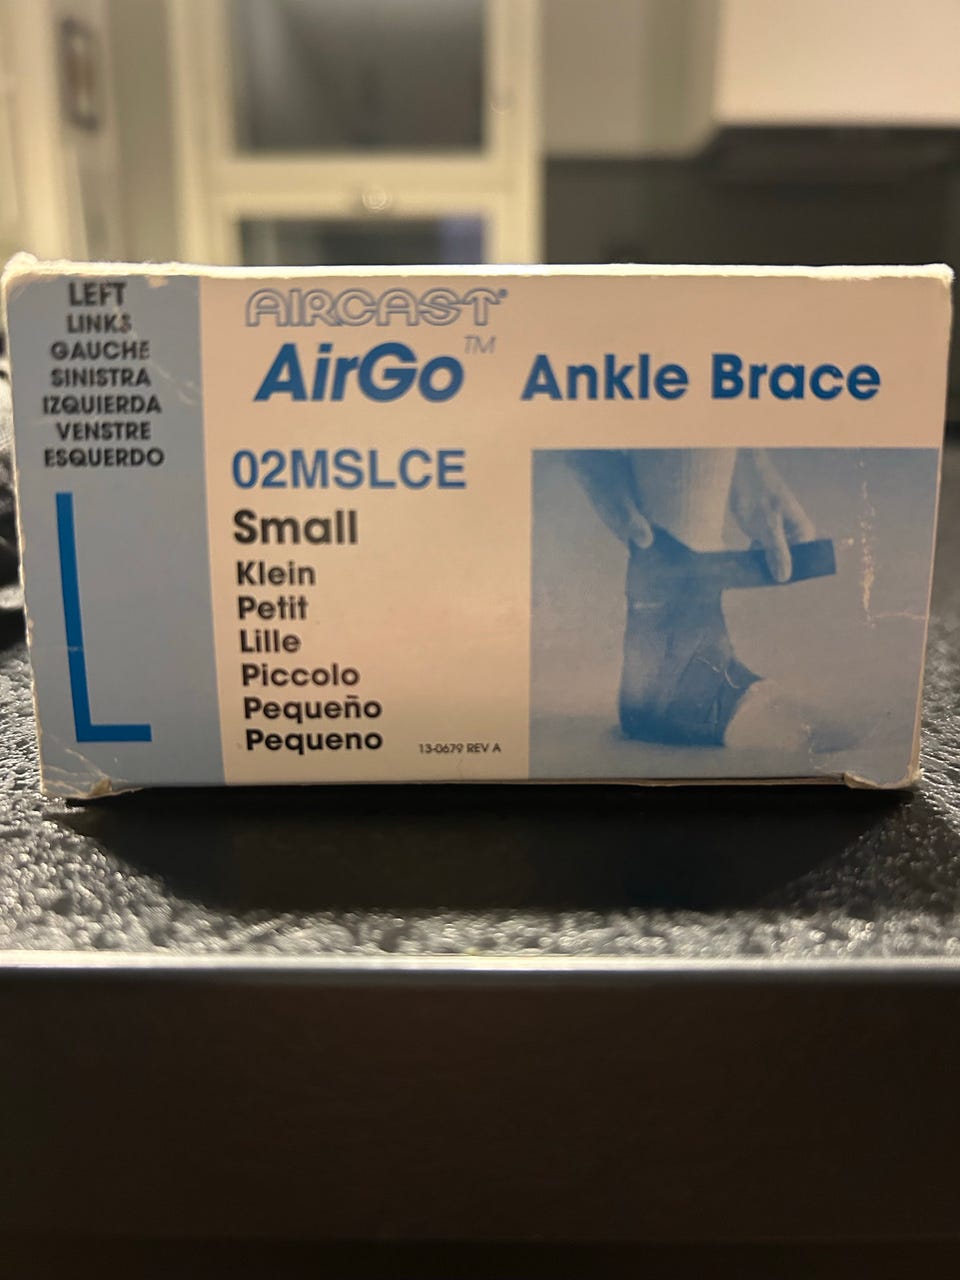 LEFT
LINKS
GAUCHE
SINISTRA
IZQUIERDA
VENSTRE
ESQUERDO
L
AIRCAST®
AirGo™ Ankle Brace
02MSLCE
Small
Klein
Petit
Lille
Piccolo
Pequeño
Pequeno
13-0679 REV A